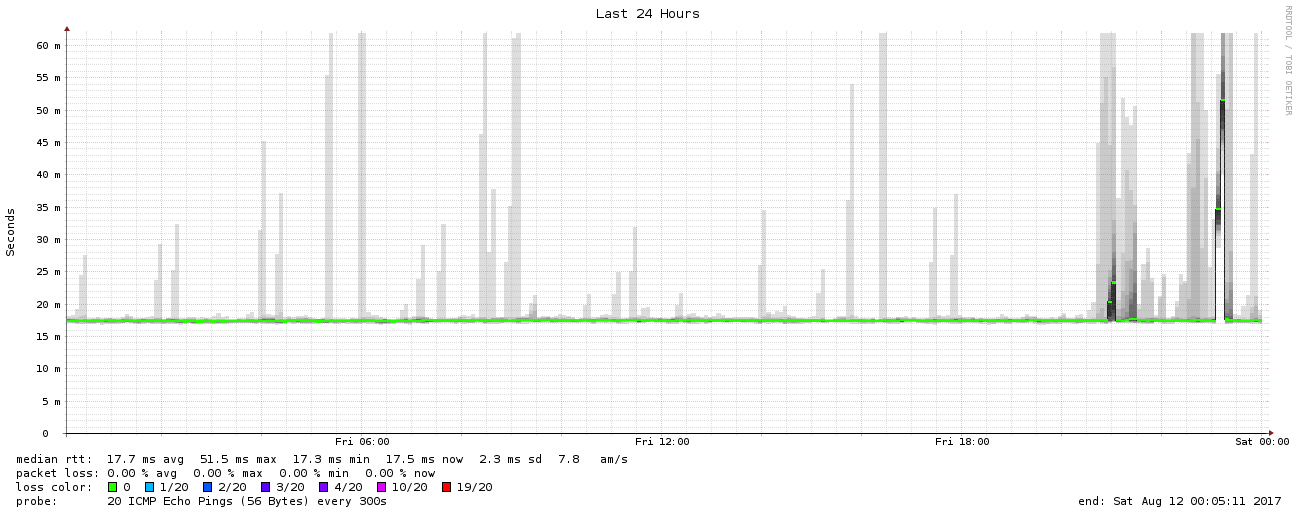 Last 24 Hours
RRDTOOL / TOBI OETIKER
Seconds
60 m
55 m
50 m
45 m
40 m
35 m
30 m
25 m
20 m
15 m
10 m
5 m
0
Fri 06:00 Fri 12:00 Fri 18:00 Sat 00:00
median rtt: 17.7 ms avg 51.5 ms max 17.3 ms min 17.5 ms now 2.3 ms sd 7.8 am/s
packet loss: 0.00 % avg 0.00 % max 0.00 % min 0.00 % now
loss color: 0 1/20 2/20 3/20 4/20 10/20 19/20
probe: 20 ICMP Echo Pings (56 Bytes) every 300s end: Sat Aug 12 00:05:11 2017